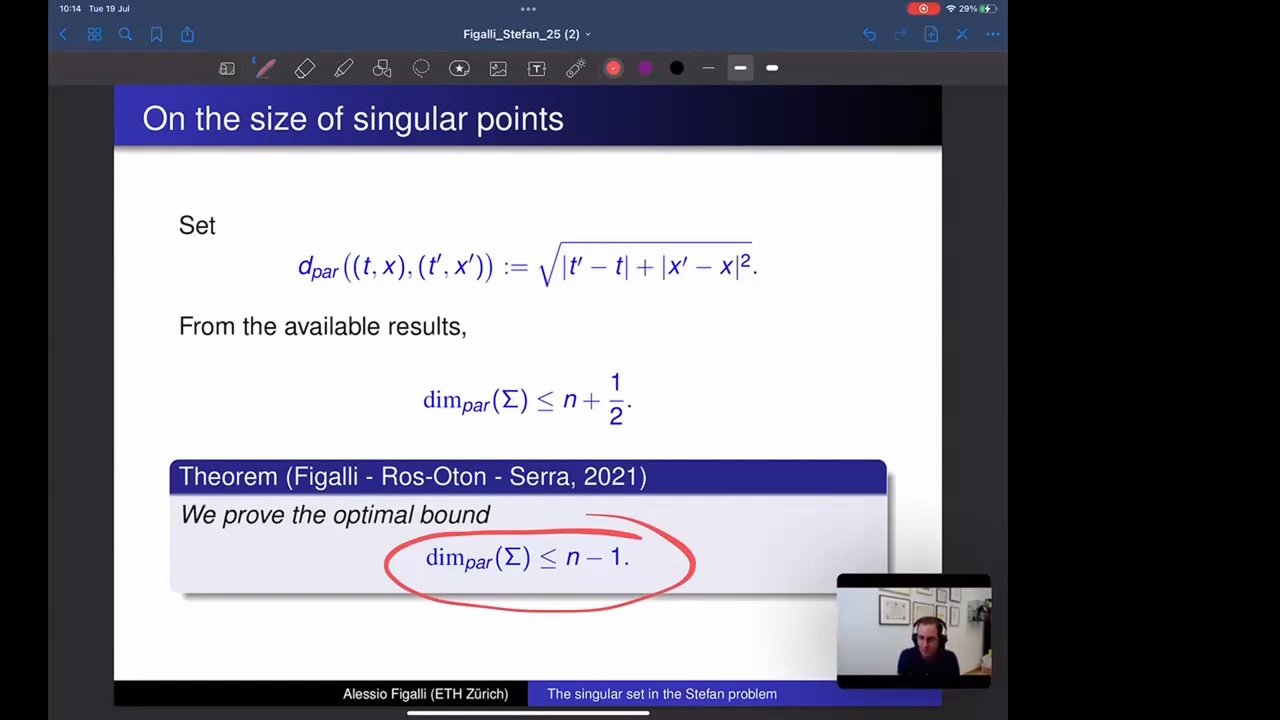 10:14 Tue 19 Jul
29%
Figalli_Stefan_25 (2)
On the size of singular points
Set
d_par((t, x), (t′, x′)) := √(|t′ − t| + |x′ − x|²).
From the available results,
dim_par(Σ) ≤ n + 1/2.
Theorem (Figalli - Ros-Oton - Serra, 2021)
We prove the optimal bound
dim_par(Σ) ≤ n − 1.
Alessio Figalli (ETH Zürich)
The singular set in the Stefan problem